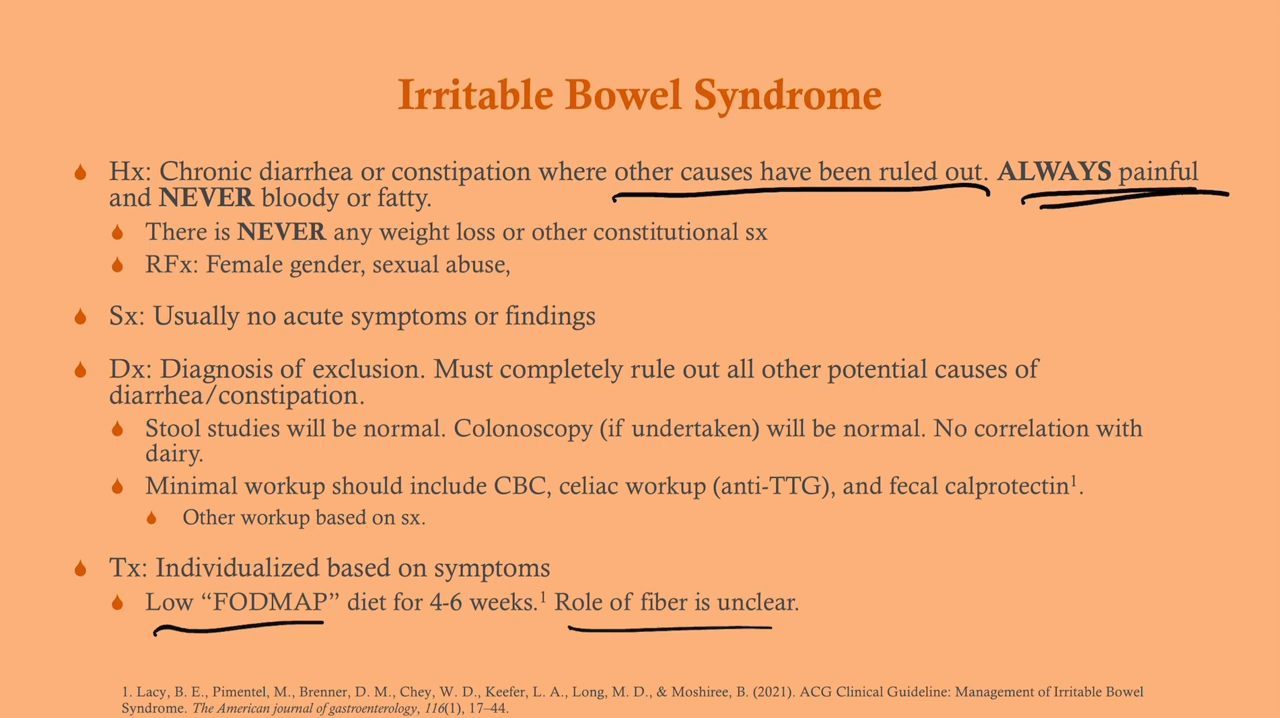 Irritable Bowel Syndrome
Hx: Chronic diarrhea or constipation where other causes have been ruled out. ALWAYS painful
and NEVER bloody or fatty.
There is NEVER any weight loss or other constitutional sx
RFx: Female gender, sexual abuse,
Sx: Usually no acute symptoms or findings
Dx: Diagnosis of exclusion. Must completely rule out all other potential causes of
diarrhea/constipation.
Stool studies will be normal. Colonoscopy (if undertaken) will be normal. No correlation with
dairy.
Minimal workup should include CBC, celiac workup (anti-TTG), and fecal calprotectin¹.
Other workup based on sx.
Tx: Individualized based on symptoms
Low “FODMAP” diet for 4-6 weeks.¹ Role of fiber is unclear.
1. Lacy, B. E., Pimentel, M., Brenner, D. M., Chey, W. D., Keefer, L. A., Long, M. D., & Moshiree, B. (2021). ACG Clinical Guideline: Management of Irritable Bowel
Syndrome. The American journal of gastroenterology, 116(1), 17–44.